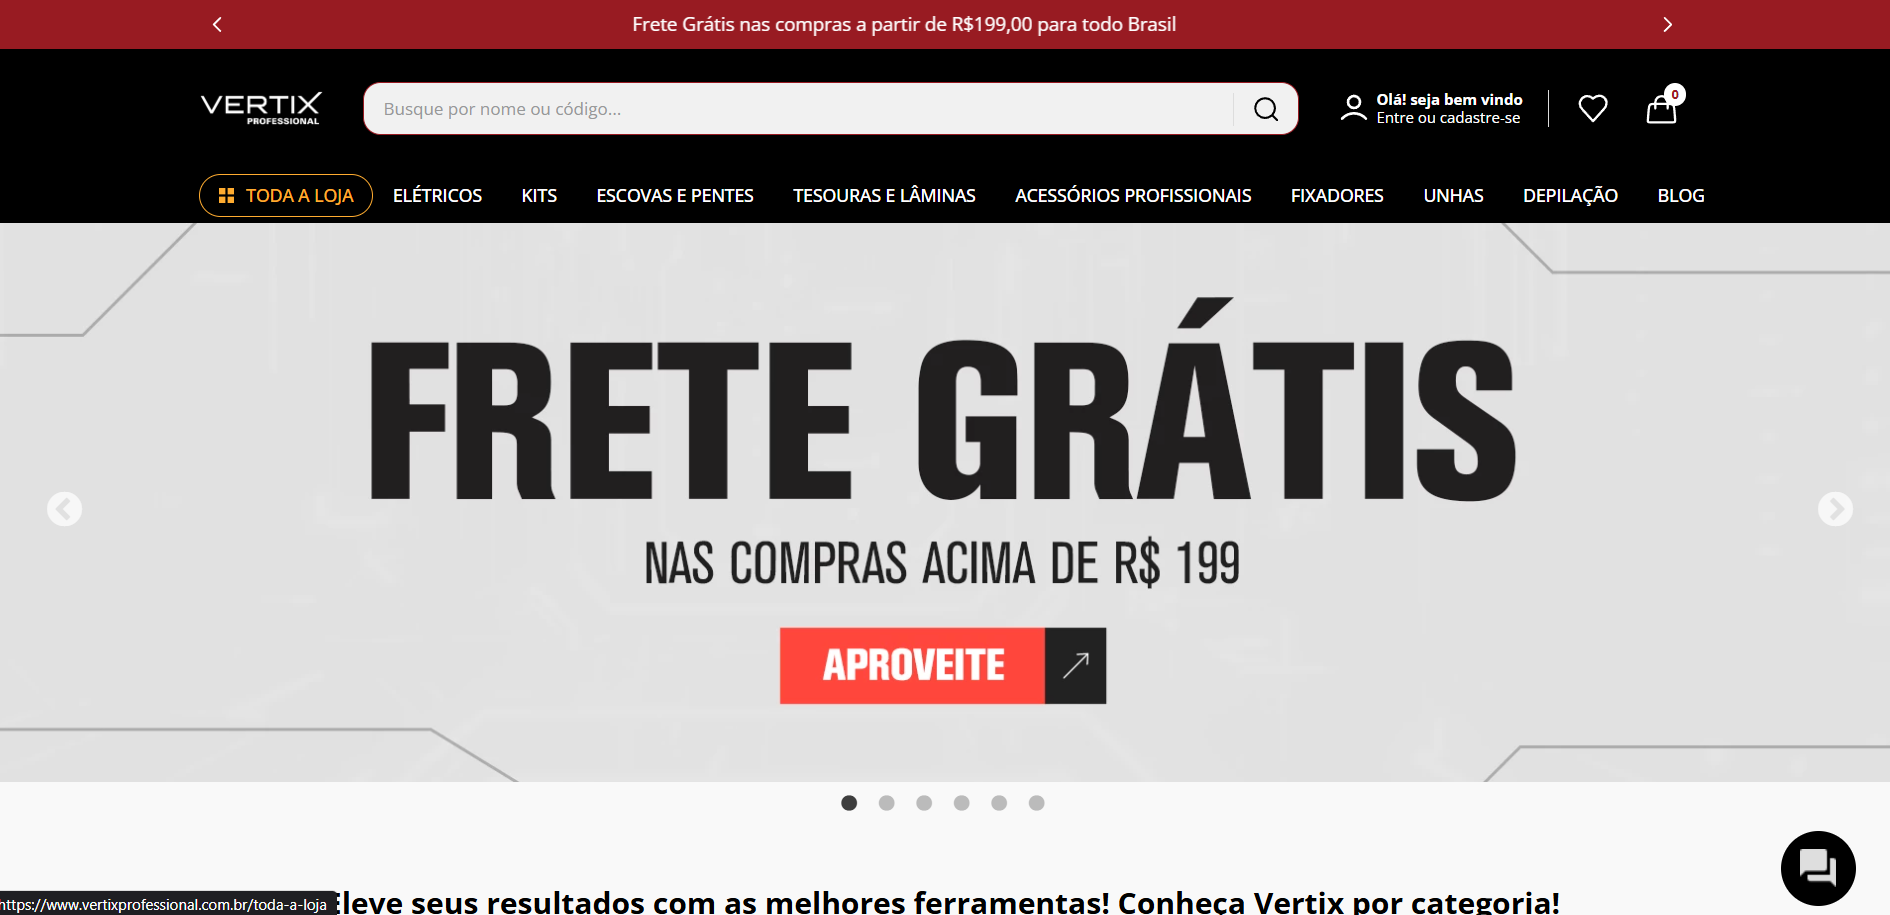 Frete Grátis nas compras a partir de R$199,00 para todo Brasil
VERTIX
PROFESSIONAL
Busque por nome ou código...
Olá! seja bem vindo
Entre ou cadastre-se
0
TODA A LOJA
ELÉTRICOS
KITS
ESCOVAS E PENTES
TESOURAS E LÂMINAS
ACESSÓRIOS PROFISSIONAIS
FIXADORES
UNHAS
DEPILAÇÃO
BLOG
FRETE GRÁTIS
NAS COMPRAS ACIMA DE R$ 199
APROVEITE
https://www.vertixprofessional.com.br/toda-a-loja
Eleve seus resultados com as melhores ferramentas! Conheça Vertix por categoria!